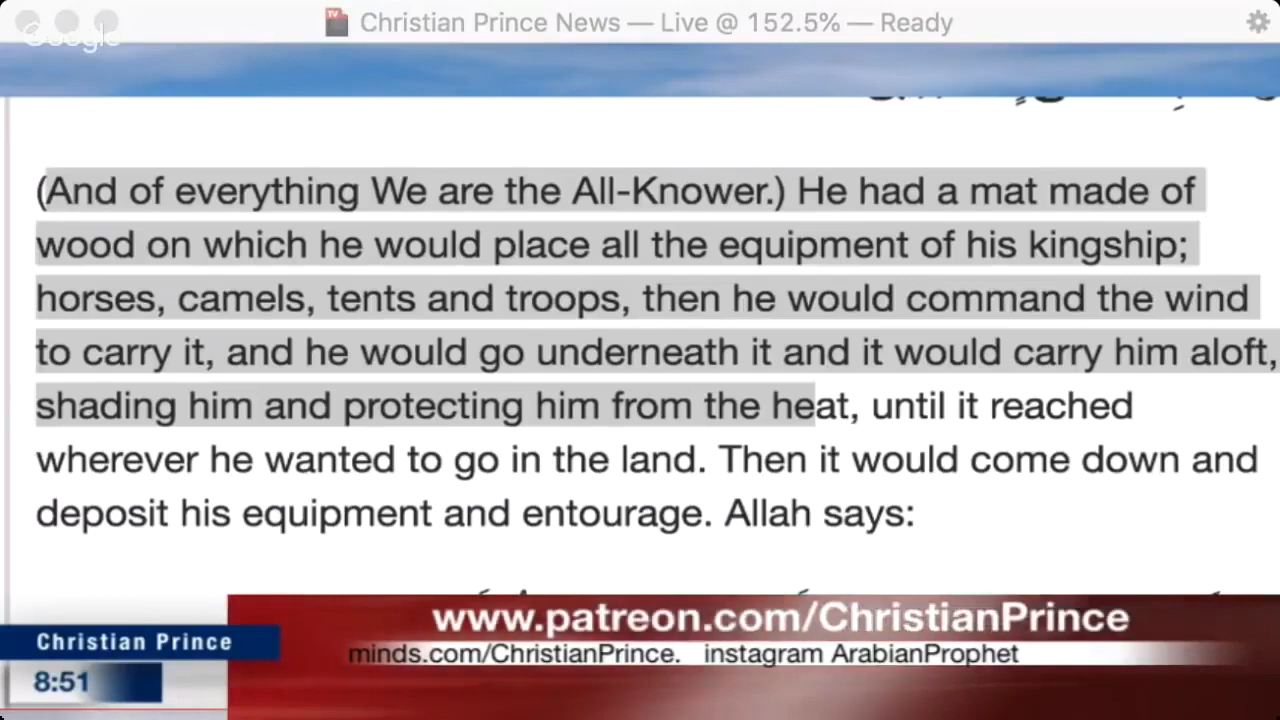 Christian Prince News — Live @ 152.5% — Ready
Google
(And of everything We are the All-Knower.) He had a mat made of
wood on which he would place all the equipment of his kingship;
horses, camels, tents and troops, then he would command the wind
to carry it, and he would go underneath it and it would carry him aloft,
shading him and protecting him from the heat, until it reached
wherever he wanted to go in the land. Then it would come down and
deposit his equipment and entourage. Allah says:
www.patreon.com/ChristianPrince
Christian Prince
minds.com/ChristianPrince. instagram ArabianProphet
8:51